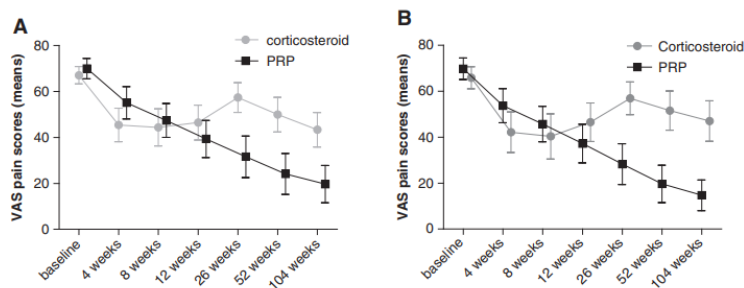 A
VAS pain scores (means)
80
60
40
20
0
corticosteroid
PRP
baseline
4 weeks
8 weeks
12 weeks
26 weeks
52 weeks
104 weeks
B
VAS pain scores (means)
80
60
40
20
0
Corticosteroid
PRP
baseline
4 weeks
8 weeks
12 weeks
26 weeks
52 weeks
104 weeks